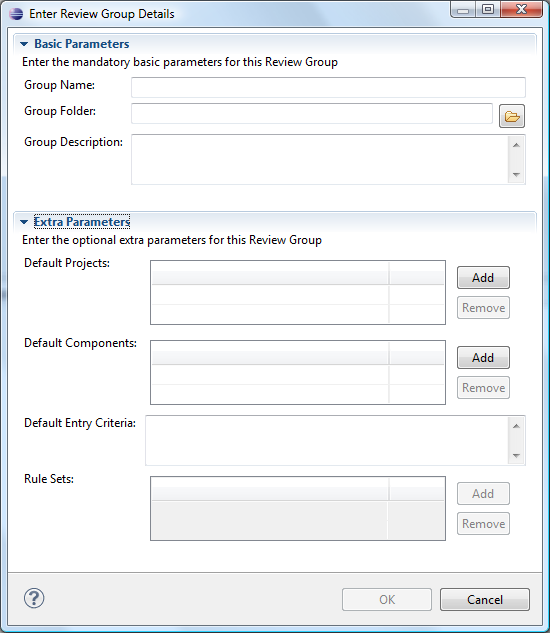 Enter Review Group Details
Basic Parameters
Enter the mandatory basic parameters for this Review Group
Group Name:
Group Folder:
Group Description:
Extra Parameters
Enter the optional extra parameters for this Review Group
Default Projects:
Add
Remove
Default Components:
Add
Remove
Default Entry Criteria:
Rule Sets:
Add
Remove
?
OK
Cancel